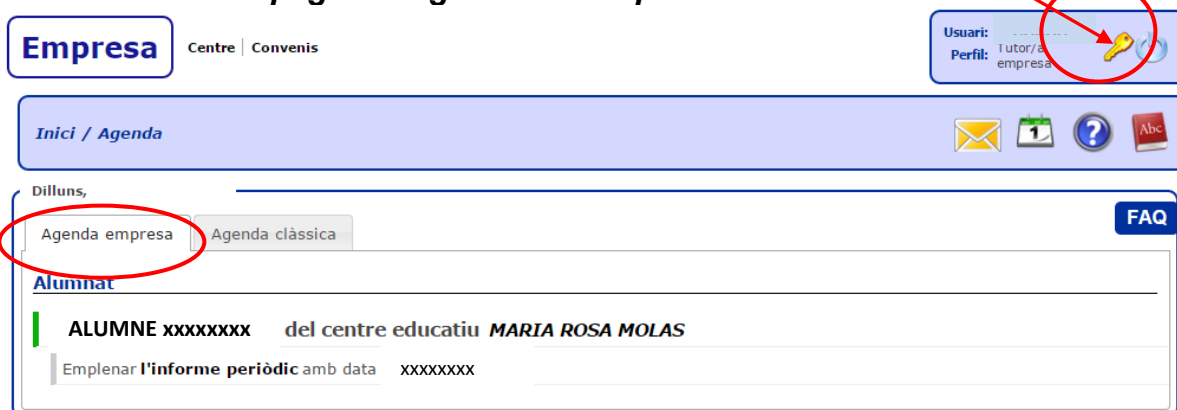 Empresa
Centre | Convenis
Usuari:
Perfil: Tutor/a
empresa
Inici / Agenda
1
?
Abc
Dilluns,
FAQ
Agenda empresa
Agenda clàssica
Alumnat
ALUMNE xxxxxxxx del centre educatiu MARIA ROSA MOLAS
Emplenar l'informe periòdic amb data xxxxxxxx